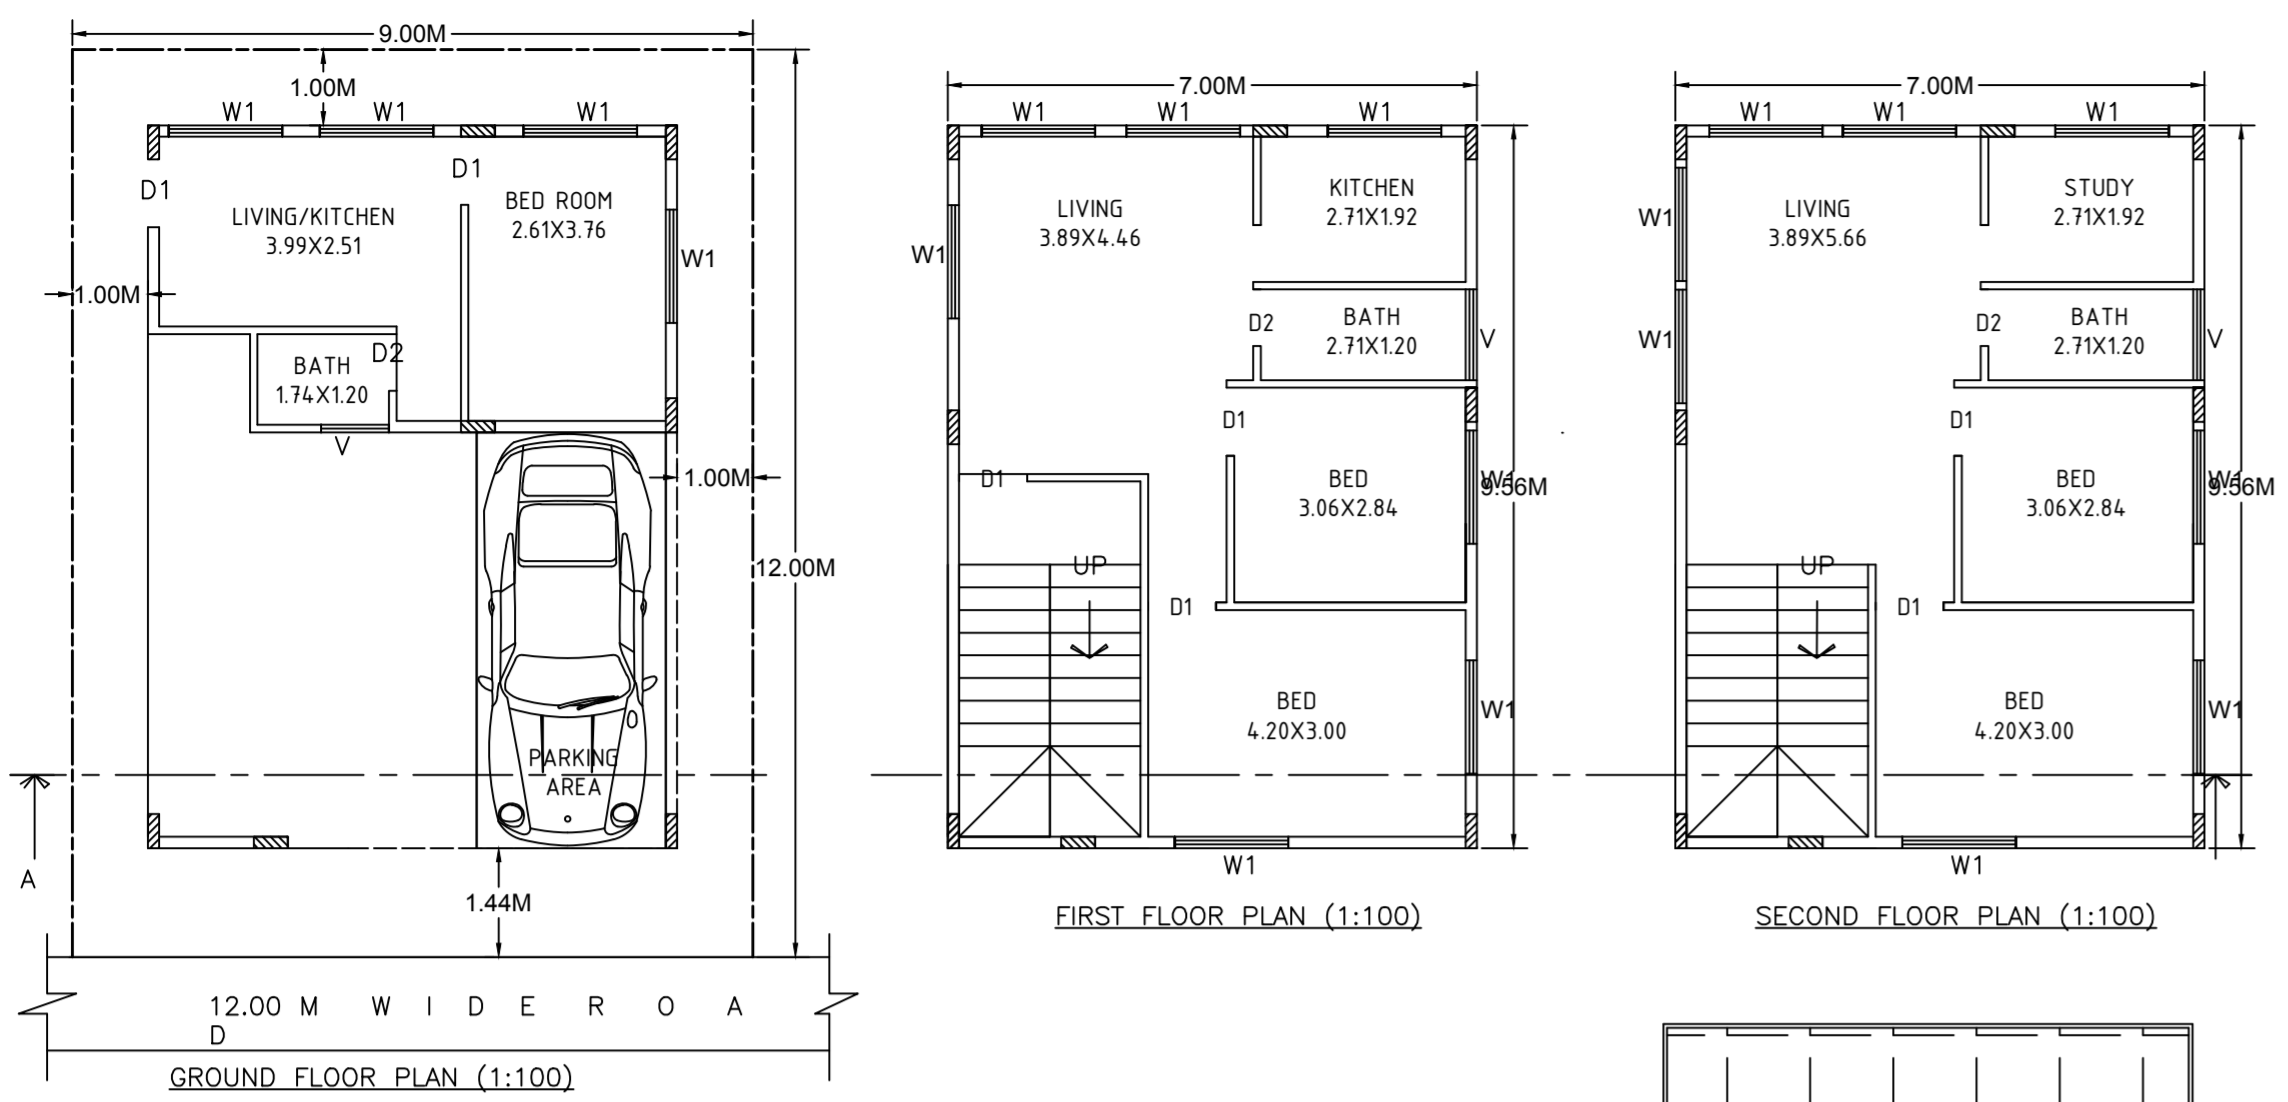 9.00M
1.00M
W1
W1
W1
D1
D1
BED ROOM
2.61X3.76
LIVING/KITCHEN
3.99X2.51
W1
1.00M
D2
BATH
1.74X1.20
V
1.00M
12.00M
PARKING
AREA
A
1.44M
12.00 M W I D E R O A
D
GROUND FLOOR PLAN (1:100)
7.00M
W1
W1
W1
KITCHEN
2.71X1.92
LIVING
3.89X4.46
W1
D2
BATH
2.71X1.20
V
D1
D1
BED
3.06X2.84
W1
9.56M
UP
D1
BED
4.20X3.00
W1
W1
FIRST FLOOR PLAN (1:100)
7.00M
W1
W1
W1
STUDY
2.71X1.92
W1
LIVING
3.89X5.66
W1
D2
BATH
2.71X1.20
V
D1
BED
3.06X2.84
W1
9.56M
UP
D1
BED
4.20X3.00
W1
W1
SECOND FLOOR PLAN (1:100)